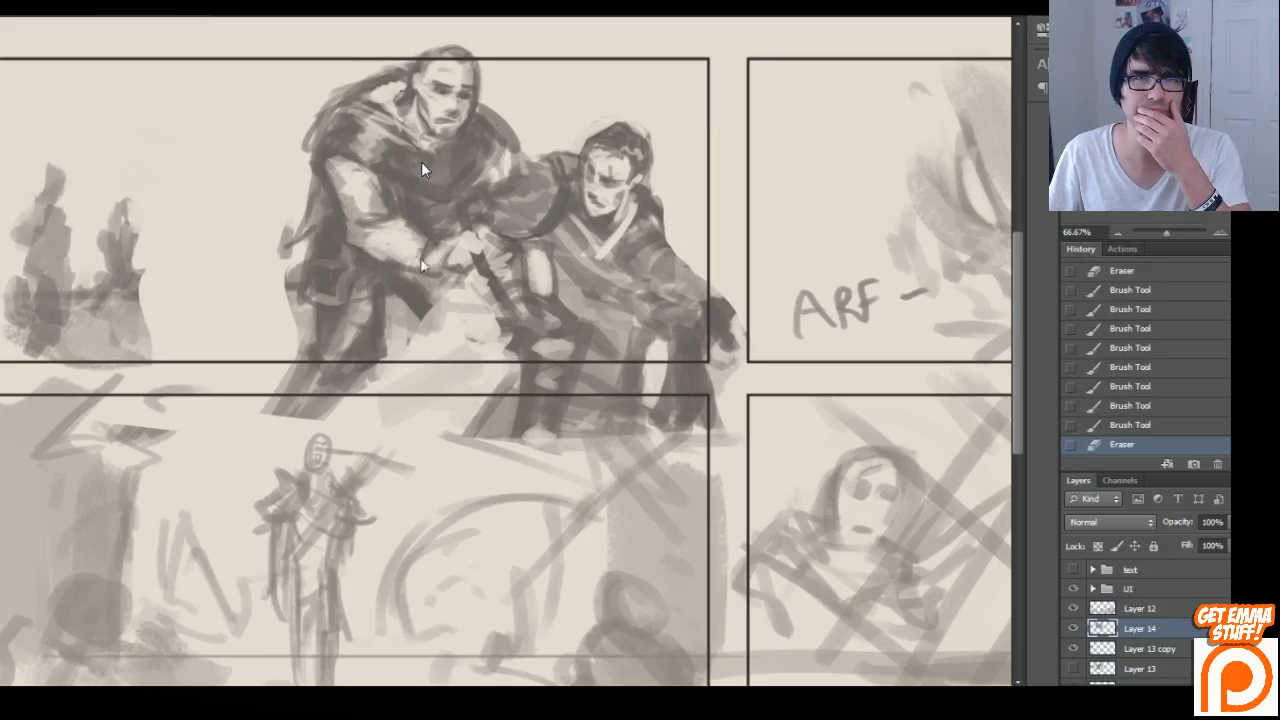 ARF -
66.67%
History
Actions
Eraser
Brush Tool
Brush Tool
Brush Tool
Brush Tool
Brush Tool
Brush Tool
Brush Tool
Brush Tool
Eraser
Layers
Channels
Kind
Normal
Opacity: 100%
Lock:
Fill: 100%
text
UI
Layer 12
Layer 14
Layer 13 copy
Layer 13
GET EMMA
STUFF!